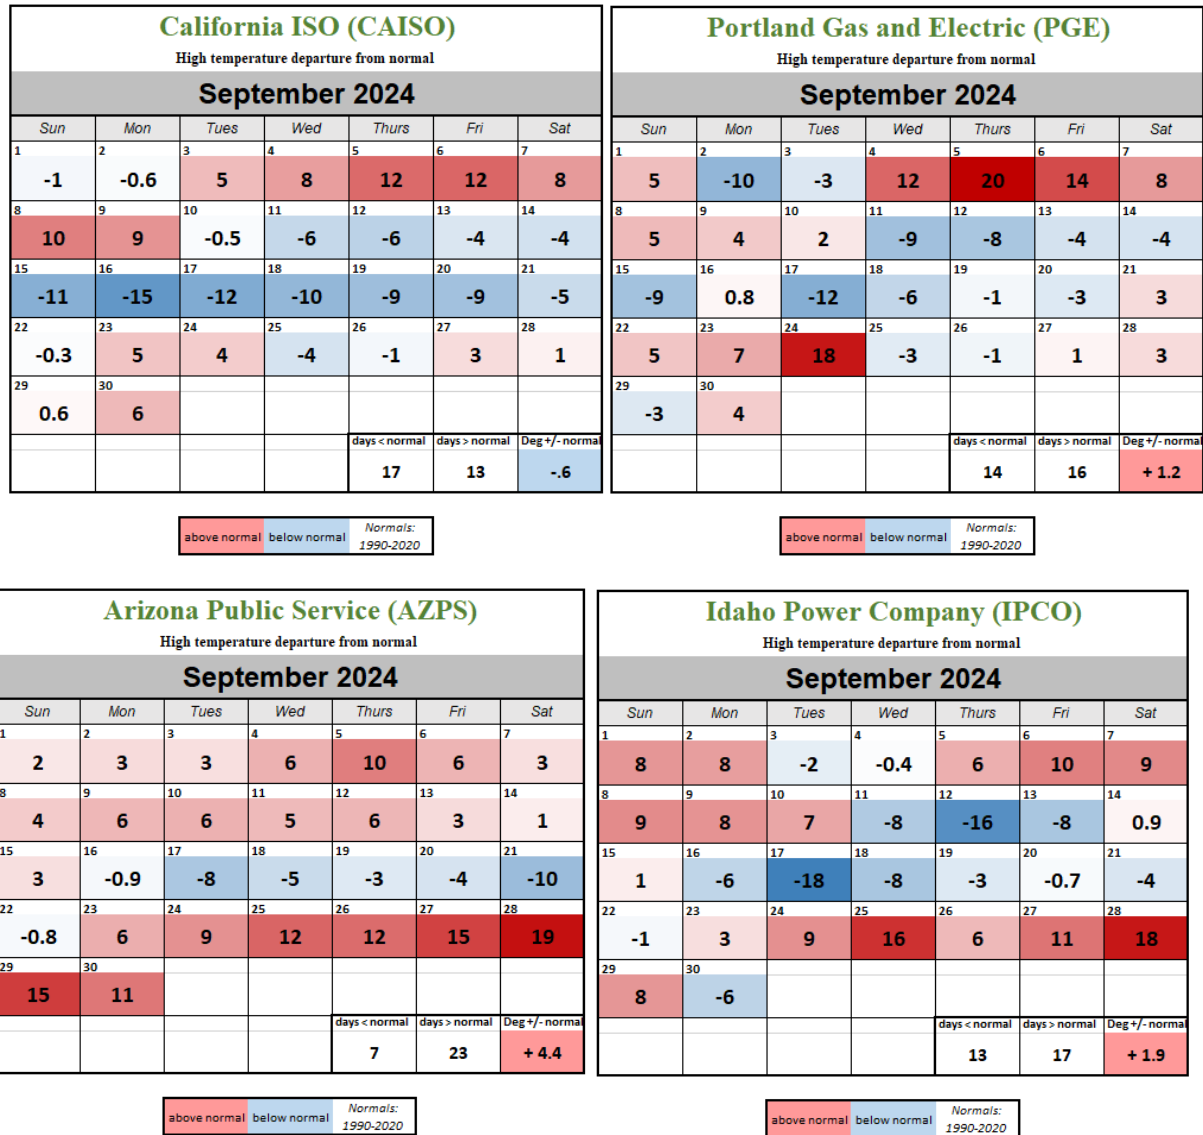 California ISO (CAISO)
High temperature departure from normal
September 2024
Sun Mon Tues Wed Thurs Fri Sat
1 2 3 4 5 6 7
-1 -0.6 5 8 12 12 8
8 9 10 11 12 13 14
10 9 -0.5 -6 -6 -4 -4
15 16 17 18 19 20 21
-11 -15 -12 -10 -9 -9 -5
22 23 24 25 26 27 28
-0.3 5 4 -4 -1 3 1
29 30
0.6 6
days < normal days > normal Deg +/- normal
17 13 -.6
above normal below normal Normals:
1990-2020
Portland Gas and Electric (PGE)
High temperature departure from normal
September 2024
Sun Mon Tues Wed Thurs Fri Sat
1 2 3 4 5 6 7
5 -10 -3 12 20 14 8
8 9 10 11 12 13 14
5 4 2 -9 -8 -4 -4
15 16 17 18 19 20 21
-9 0.8 -12 -6 -1 -3 3
22 23 24 25 26 27 28
5 7 18 -3 -1 1 3
29 30
-3 4
days < normal days > normal Deg +/- normal
14 16 + 1.2
above normal below normal Normals:
1990-2020
Arizona Public Service (AZPS)
High temperature departure from normal
September 2024
Sun Mon Tues Wed Thurs Fri Sat
1 2 3 4 5 6 7
2 3 3 6 10 6 3
8 9 10 11 12 13 14
4 6 6 5 6 3 1
15 16 17 18 19 20 21
3 -0.9 -8 -5 -3 -4 -10
22 23 24 25 26 27 28
-0.8 6 9 12 12 15 19
29 30
15 11
days < normal days > normal Deg +/- normal
7 23 + 4.4
above normal below normal Normals:
1990-2020
Idaho Power Company (IPCO)
High temperature departure from normal
September 2024
Sun Mon Tues Wed Thurs Fri Sat
1 2 3 4 5 6 7
8 8 -2 -0.4 6 10 9
8 9 10 11 12 13 14
9 8 7 -8 -16 -8 0.9
15 16 17 18 19 20 21
1 -6 -18 -8 -3 -0.7 -4
22 23 24 25 26 27 28
-1 3 9 16 6 11 18
29 30
8 -6
days < normal days > normal Deg +/- normal
13 17 + 1.9
above normal below normal Normals:
1990-2020